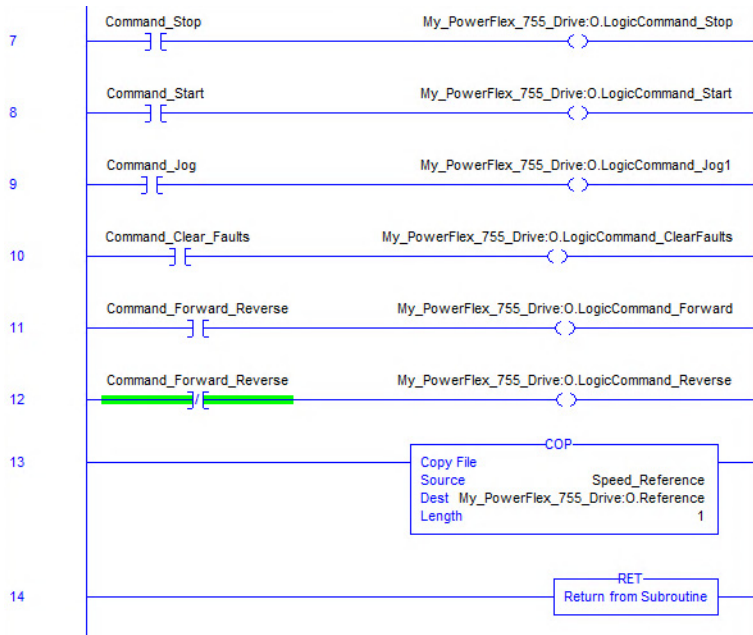 Command_Stop My_PowerFlex_755_Drive:O.LogicCommand_Stop
7
Command_Start My_PowerFlex_755_Drive:O.LogicCommand_Start
8
Command_Jog My_PowerFlex_755_Drive:O.LogicCommand_Jog1
9
Command_Clear_Faults My_PowerFlex_755_Drive:O.LogicCommand_ClearFaults
10
Command_Forward_Reverse My_PowerFlex_755_Drive:O.LogicCommand_Forward
11
Command_Forward_Reverse My_PowerFlex_755_Drive:O.LogicCommand_Reverse
12
/
COP
13
Copy File
Source Speed_Reference
Dest My_PowerFlex_755_Drive:O.Reference
Length 1
RET
14
Return from Subroutine